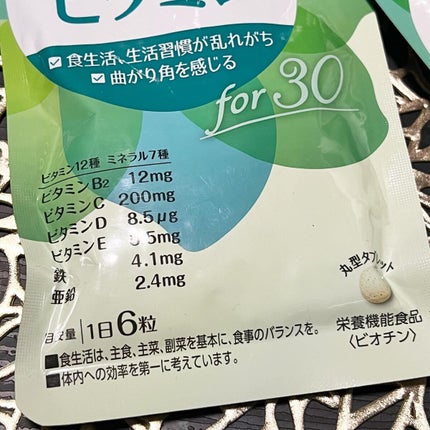 ビタミン
食生活、生活習慣が乱れがち
曲がり角を感じる
for 30
ビタミン12種 ミネラル7種
ビタミンB2 12mg
ビタミンC 200mg
ビタミンD 8.5μg
ビタミンE 5mg
鉄 4.1mg
亜鉛 2.4mg
丸型タブレット
目安量 1日6粒
■食生活は、主食、主菜、副菜を基本に、食事のバランスを。
■体内への効率を第一に考えています。
栄養機能食品
〈ビオチン〉